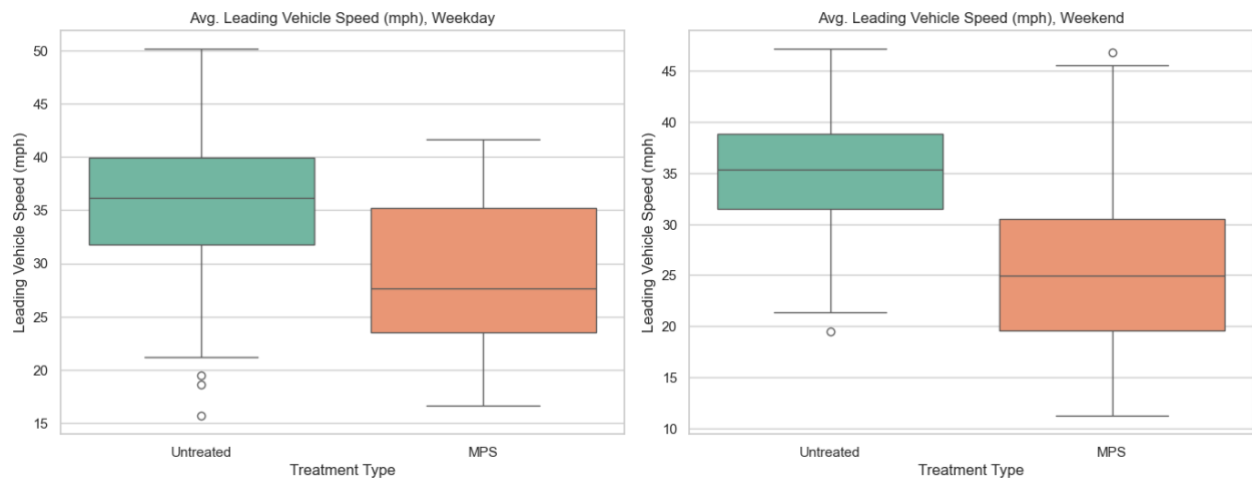 Avg. Leading Vehicle Speed (mph), Weekday
Leading Vehicle Speed (mph)
50
45
40
35
30
25
20
15
Untreated
MPS
Treatment Type
Avg. Leading Vehicle Speed (mph), Weekend
Leading Vehicle Speed (mph)
45
40
35
30
25
20
15
10
Untreated
MPS
Treatment Type